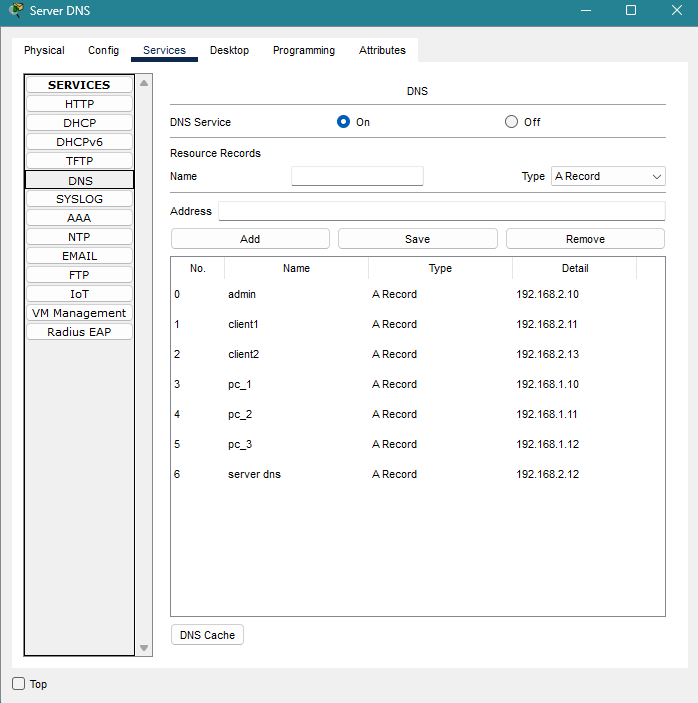 Server DNS
Physical Config Services Desktop Programming Attributes
SERVICES
HTTP
DHCP
DHCPv6
TFTP
DNS
SYSLOG
AAA
NTP
EMAIL
FTP
IoT
VM Management
Radius EAP
DNS
DNS Service On Off
Resource Records
Name Type A Record
Address
Add Save Remove
No. Name Type Detail
0 admin A Record 192.168.2.10
1 client1 A Record 192.168.2.11
2 client2 A Record 192.168.2.13
3 pc_1 A Record 192.168.1.10
4 pc_2 A Record 192.168.1.11
5 pc_3 A Record 192.168.1.12
6 server dns A Record 192.168.2.12
DNS Cache
Top